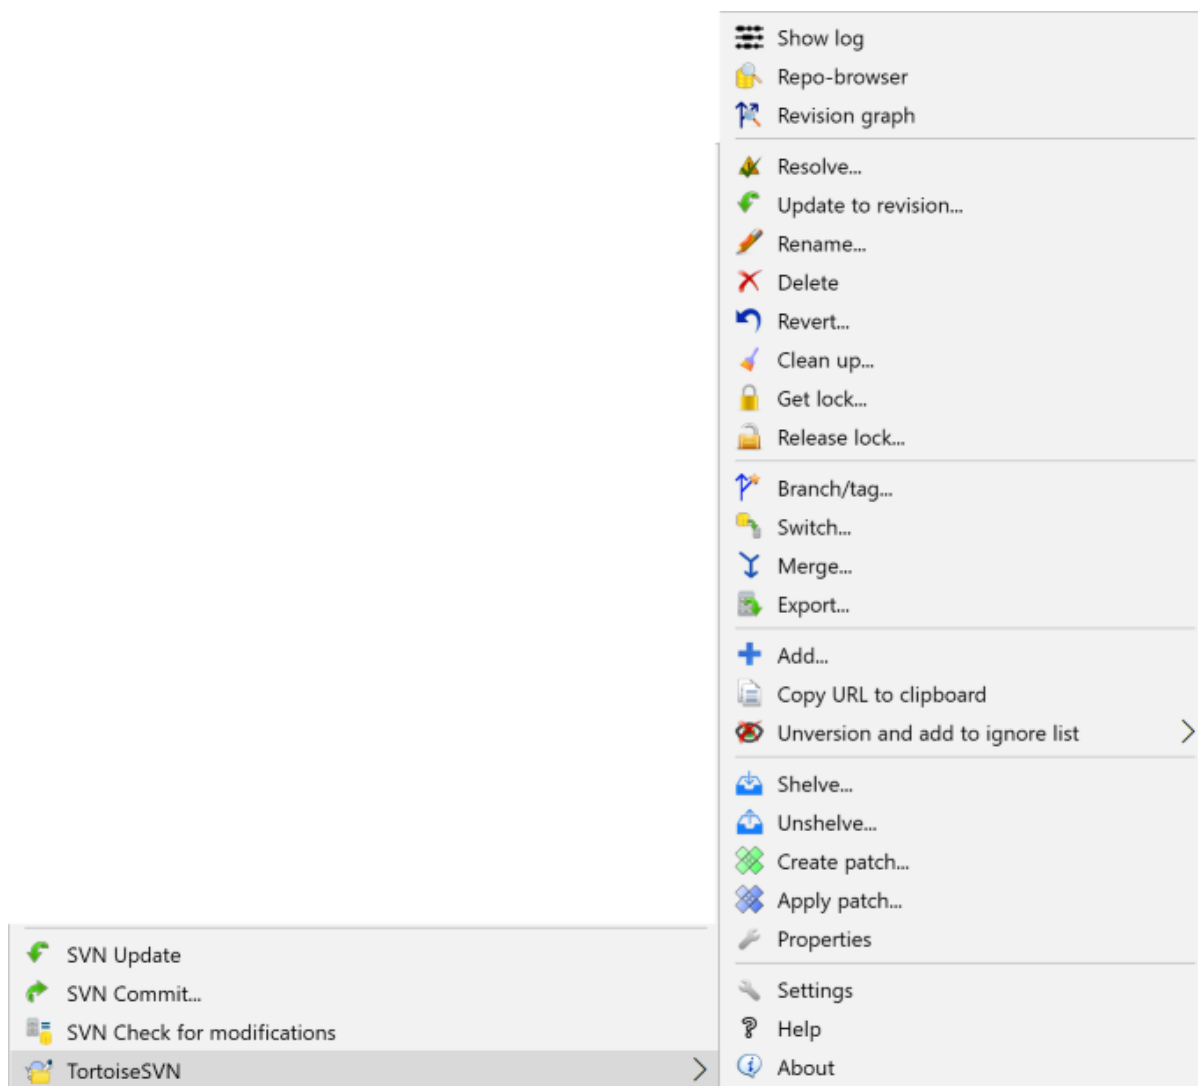 Show log
Repo-browser
Revision graph
Resolve...
Update to revision...
Rename...
Delete
Revert...
Clean up...
Get lock...
Release lock...
Branch/tag...
Switch...
Merge...
Export...
Add...
Copy URL to clipboard
Unversion and add to ignore list
Shelve...
Unshelve...
Create patch...
Apply patch...
Properties
Settings
Help
About
SVN Update
SVN Commit...
SVN Check for modifications
TortoiseSVN